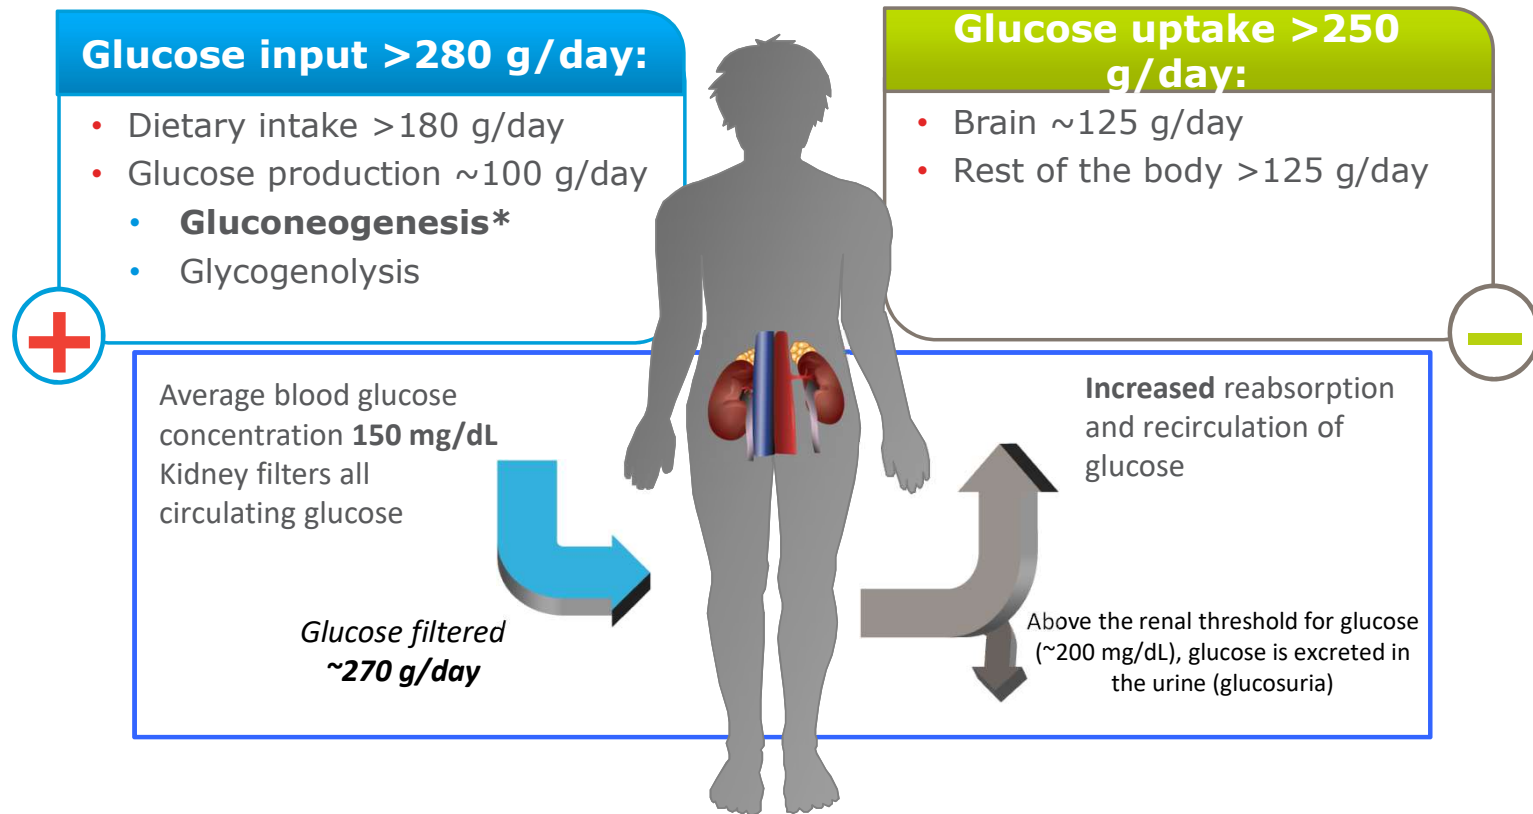 Glucose input >280 g/day:
• Dietary intake >180 g/day
• Glucose production ~100 g/day
• Gluconeogenesis*
• Glycogenolysis
+
Glucose uptake >250
g/day:
• Brain ~125 g/day
• Rest of the body >125 g/day
−
Average blood glucose
concentration 150 mg/dL
Kidney filters all
circulating glucose
Glucose filtered
~270 g/day
Increased reabsorption
and recirculation of
glucose
Above the renal threshold for glucose
(~200 mg/dL), glucose is excreted in
the urine (glucosuria)